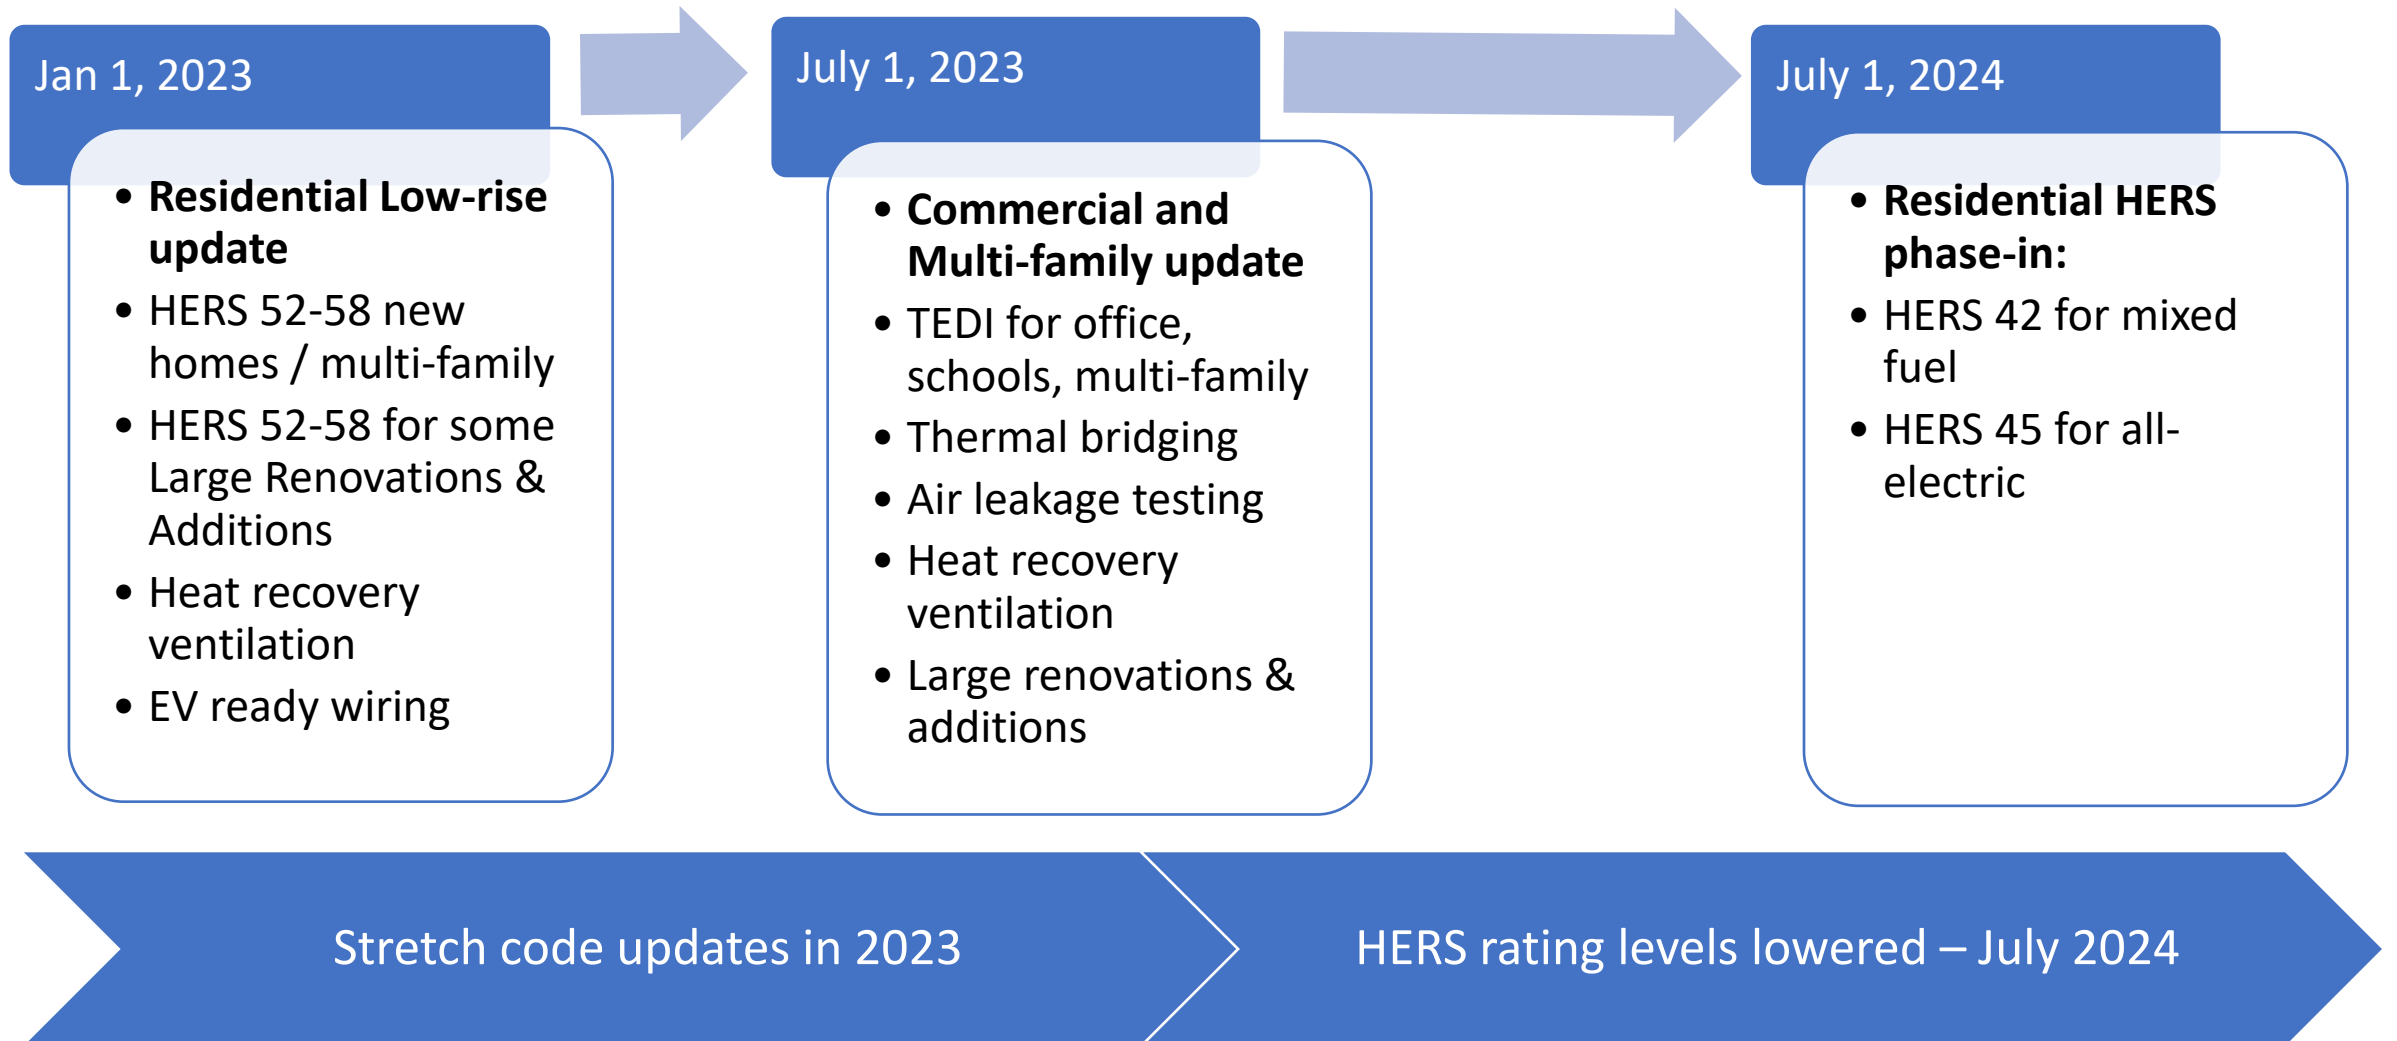 Jan 1, 2023
• Residential Low-rise
update
• HERS 52-58 new
homes / multi-family
• HERS 52-58 for some
Large Renovations &
Additions
• Heat recovery
ventilation
• EV ready wiring
July 1, 2023
• Commercial and
Multi-family update
• TEDI for office,
schools, multi-family
• Thermal bridging
• Air leakage testing
• Heat recovery
ventilation
• Large renovations &
additions
July 1, 2024
• Residential HERS
phase-in:
• HERS 42 for mixed
fuel
• HERS 45 for all-
electric
Stretch code updates in 2023
HERS rating levels lowered – July 2024